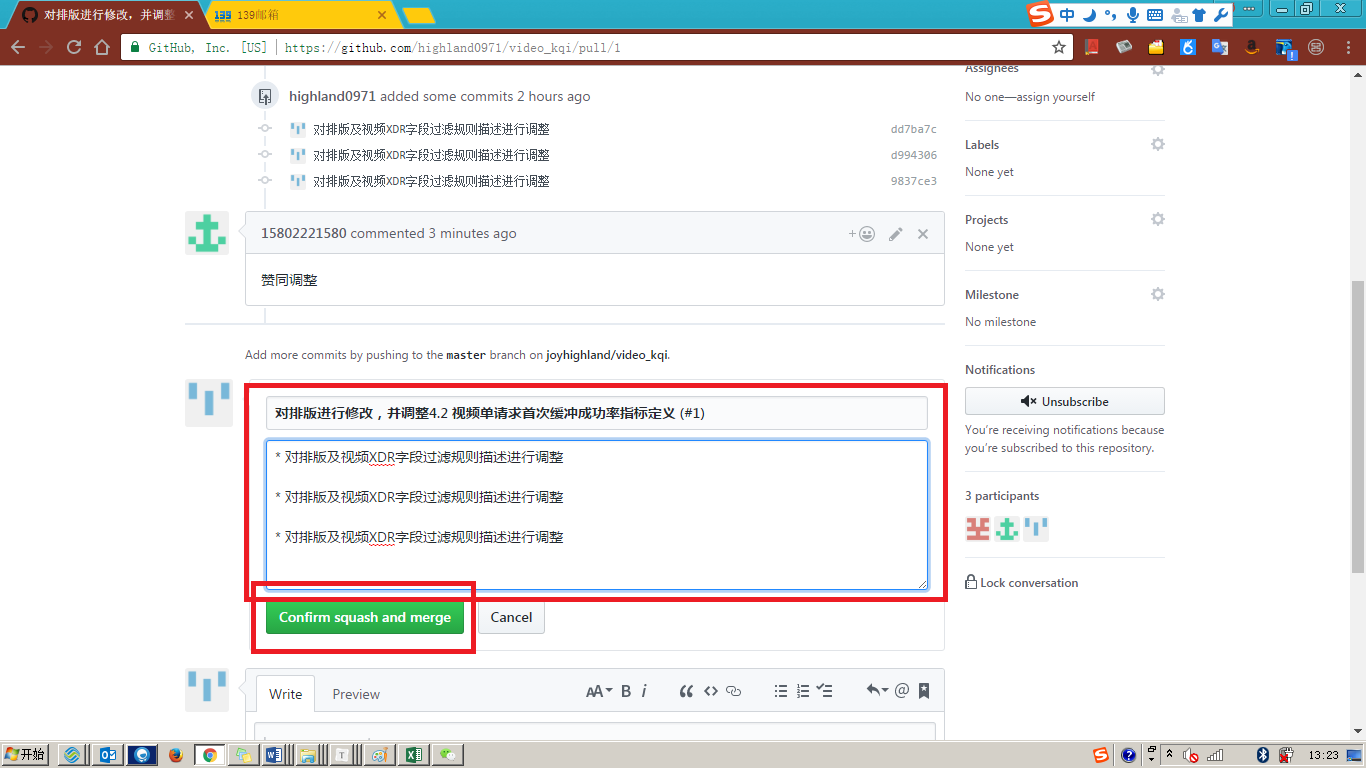 对排版进行修改，并调整
139邮箱
中
GitHub, Inc. [US]
https://github.com/highland0971/video_kqi/pull/1
highland0971 added some commits 2 hours ago
对排版及视频XDR字段过滤规则描述进行调整
dd7ba7c
对排版及视频XDR字段过滤规则描述进行调整
d994306
对排版及视频XDR字段过滤规则描述进行调整
9837ce3
15802221580 commented 3 minutes ago
赞同调整
Add more commits by pushing to the master branch on joyhighland/video_kqi.
对排版进行修改，并调整4.2 视频单请求首次缓冲成功率指标定义 (#1)
* 对排版及视频XDR字段过滤规则描述进行调整
* 对排版及视频XDR字段过滤规则描述进行调整
* 对排版及视频XDR字段过滤规则描述进行调整
Confirm squash and merge
Cancel
Write
Preview
AA
B
i
Assignees
No one—assign yourself
Labels
None yet
Projects
None yet
Milestone
No milestone
Notifications
Unsubscribe
You’re receiving notifications because
you’re subscribed to this repository.
3 participants
Lock conversation
开始
13:23